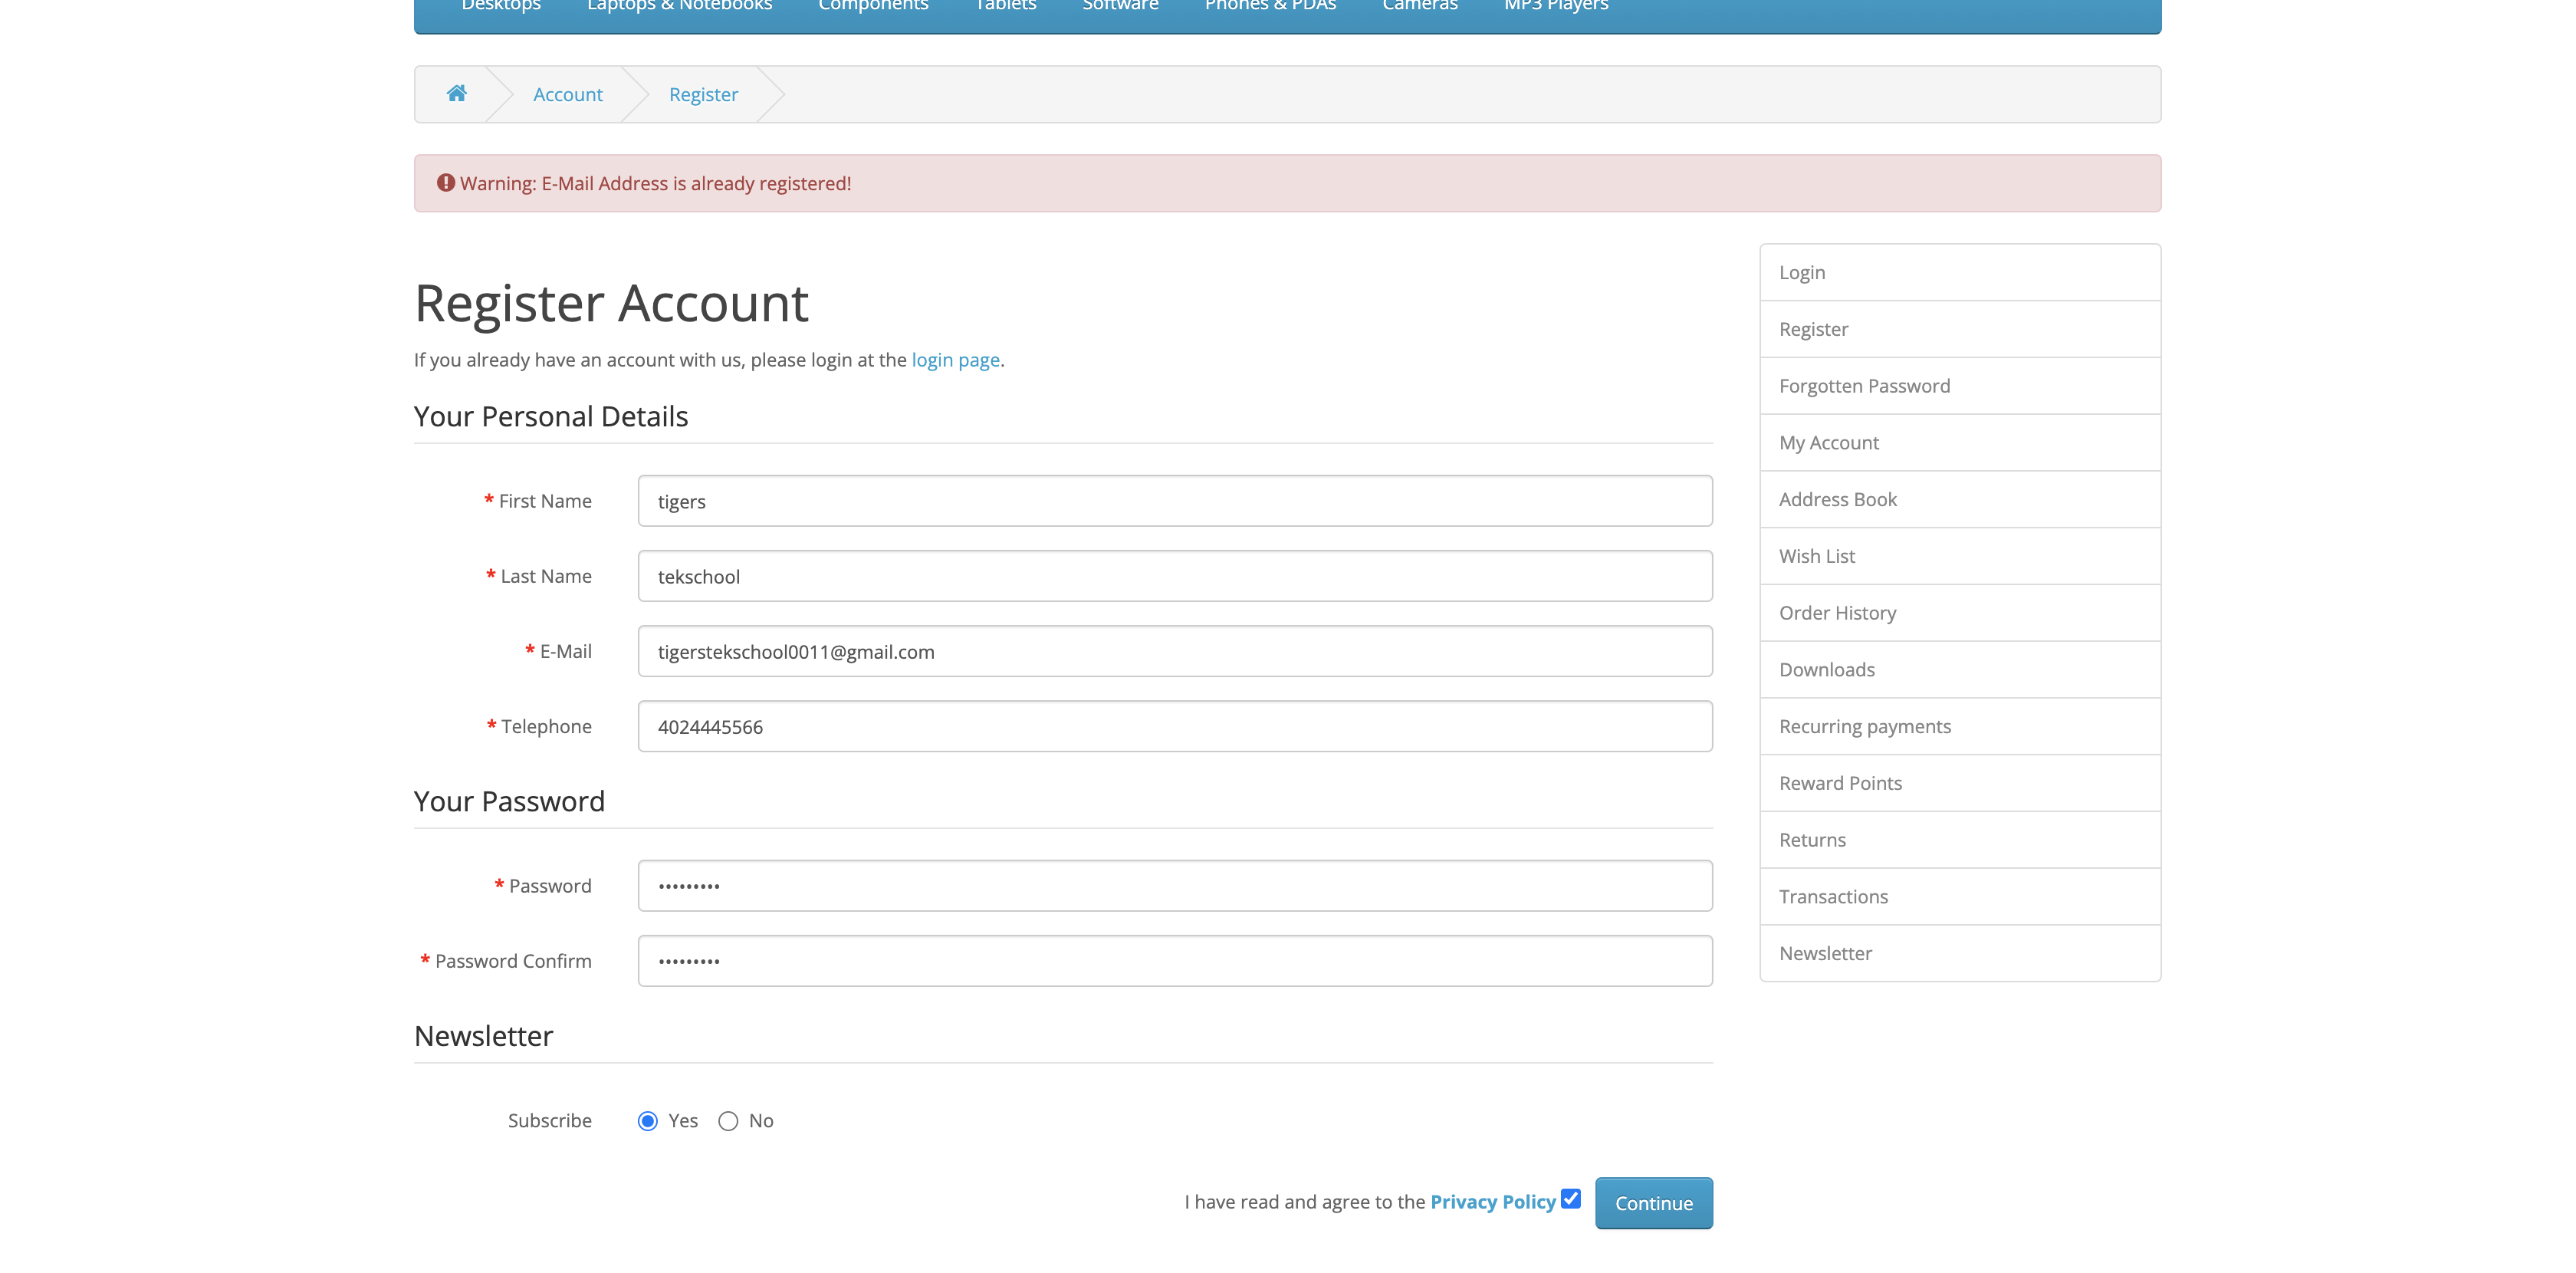 Desktops Laptops & Notebooks Components Tablets Software Phones & PDAs Cameras MP3 Players
Account Register
Warning: E-Mail Address is already registered!
Register Account
If you already have an account with us, please login at the login page.
Your Personal Details
* First Name tigers
* Last Name tekschool
* E-Mail tigerstekschool0011@gmail.com
* Telephone 4024445566
Your Password
* Password •••••••••
* Password Confirm •••••••••
Newsletter
Subscribe Yes No
I have read and agree to the Privacy Policy Continue
Login
Register
Forgotten Password
My Account
Address Book
Wish List
Order History
Downloads
Recurring payments
Reward Points
Returns
Transactions
Newsletter